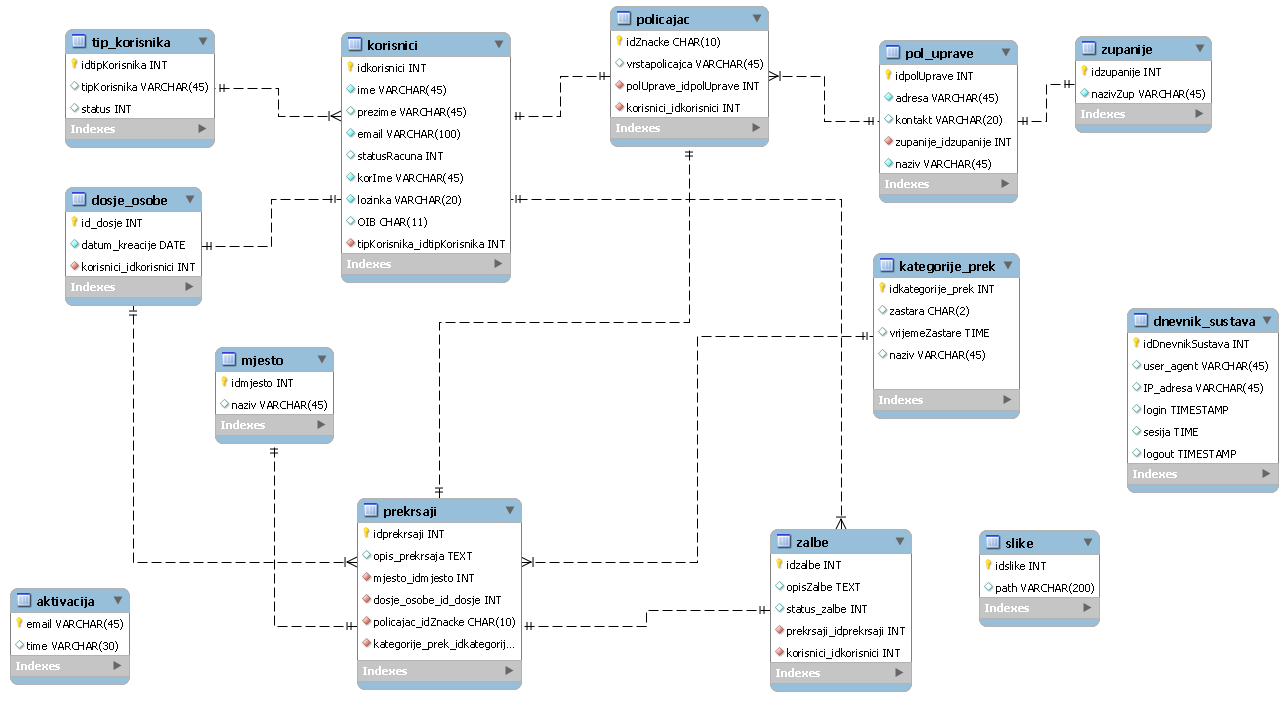 tip_korisnika
idtipKorisnika INT
tipKorisnika VARCHAR(45)
status INT
Indexes
korisnici
idkorisnici INT
ime VARCHAR(45)
prezime VARCHAR(45)
email VARCHAR(100)
statusRacuna INT
korIme VARCHAR(45)
lozinka VARCHAR(20)
OIB CHAR(11)
tipKorisnika_idtipKorisnika INT
Indexes
policajac
idZnacke CHAR(10)
vrstapolicajca VARCHAR(45)
polUprave_idpolUprave INT
korisnici_idkorisnici INT
Indexes
pol_uprave
idpolUprave INT
adresa VARCHAR(45)
kontakt VARCHAR(20)
zupanije_idzupanije INT
naziv VARCHAR(45)
Indexes
zupanije
idzupanije INT
nazivZup VARCHAR(45)
Indexes
dosje_osobe
id_dosje INT
datum_kreacije DATE
korisnici_idkorisnici INT
Indexes
kategorije_prek
idkategorije_prek INT
zastara CHAR(2)
vrijemeZastare TIME
naziv VARCHAR(45)
Indexes
dnevnik_sustava
idDnevnikSustava INT
user_agent VARCHAR(45)
IP_adresa VARCHAR(45)
login TIMESTAMP
sesija TIME
logout TIMESTAMP
Indexes
mjesto
idmjesto INT
naziv VARCHAR(45)
Indexes
prekrsaji
idprekrsaji INT
opis_prekrsaja TEXT
mjesto_idmjesto INT
dosje_osobe_id_dosje INT
policajac_idZnacke CHAR(10)
kategorije_prek_idkategorij...
Indexes
zalbe
idzalbe INT
opisZalbe TEXT
status_zalbe INT
prekrsaji_idprekrsaji INT
korisnici_idkorisnici INT
Indexes
slike
idslike INT
path VARCHAR(200)
Indexes
aktivacija
email VARCHAR(45)
time VARCHAR(30)
Indexes